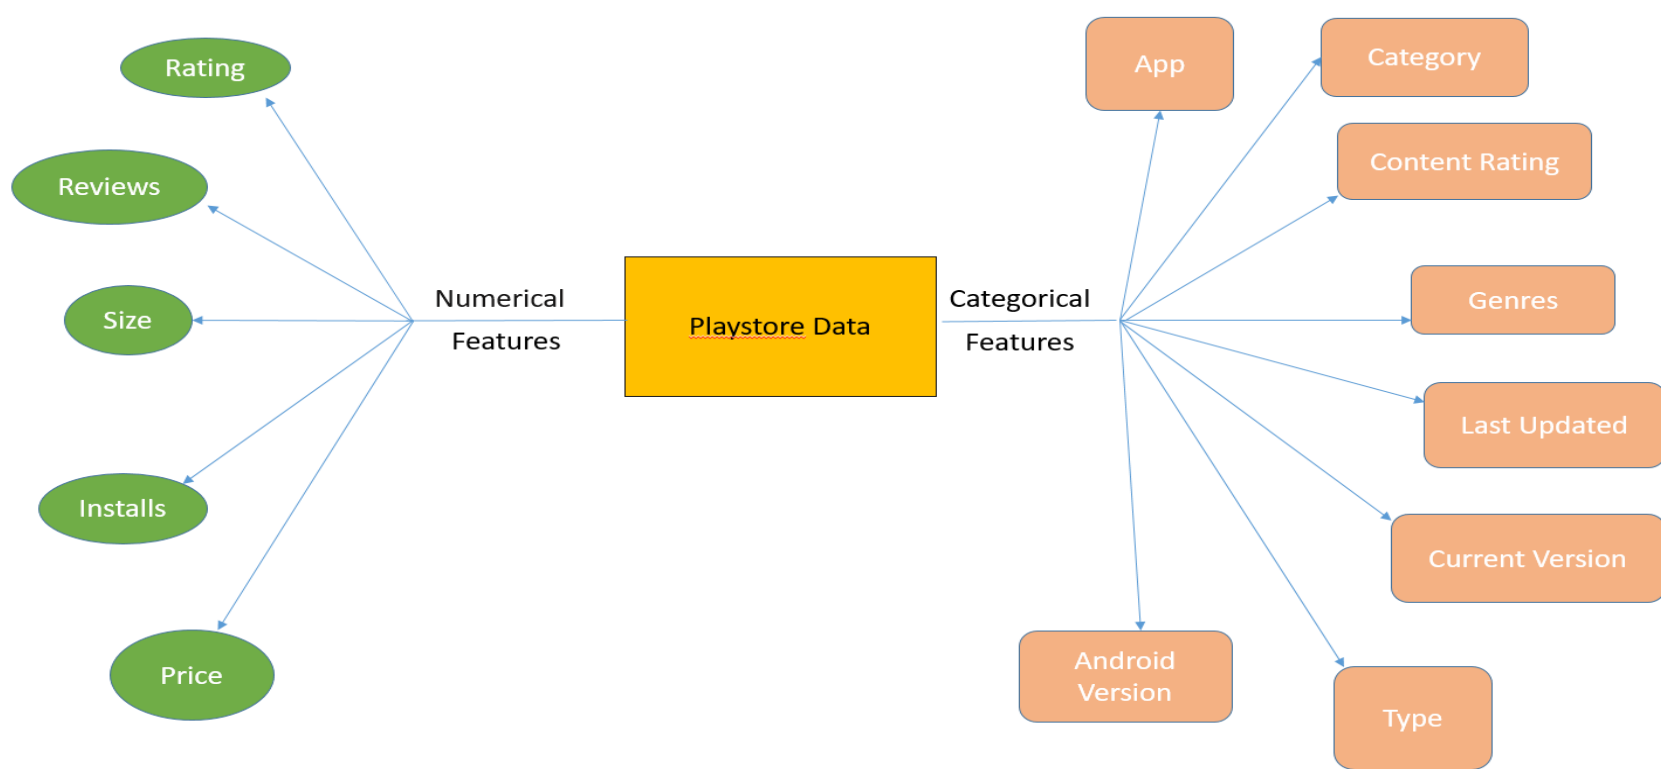 Rating
Reviews
Size
Installs
Price
Numerical
Features
Playstore Data
Categorical
Features
App
Category
Content Rating
Genres
Last Updated
Current Version
Type
Android
Version